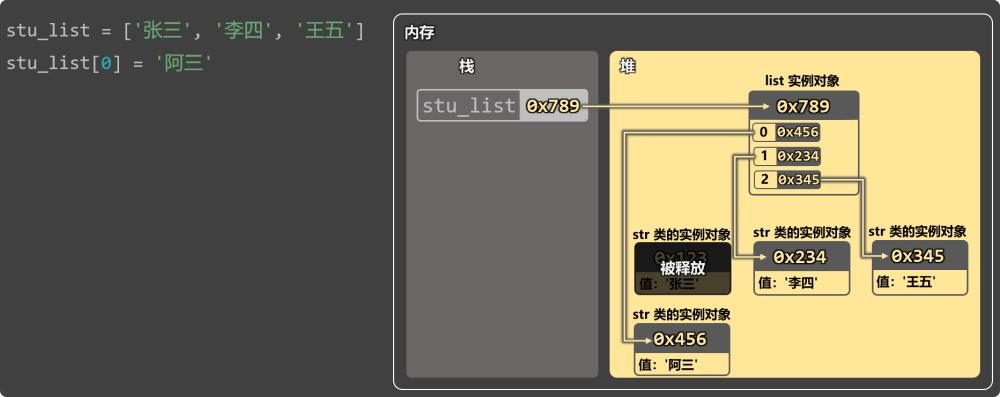 stu_list = ['张三', '李四', '王五']
stu_list[0] = '阿三'
内存
栈
stu_list 0x789
堆
list 实例对象
0x789
0 0x456
1 0x234
2 0x345
str 类的实例对象
0x123
被释放
值：'张三'
str 类的实例对象
0x234
值：'李四'
str 类的实例对象
0x345
值：'王五'
str 类的实例对象
0x456
值：'阿三'